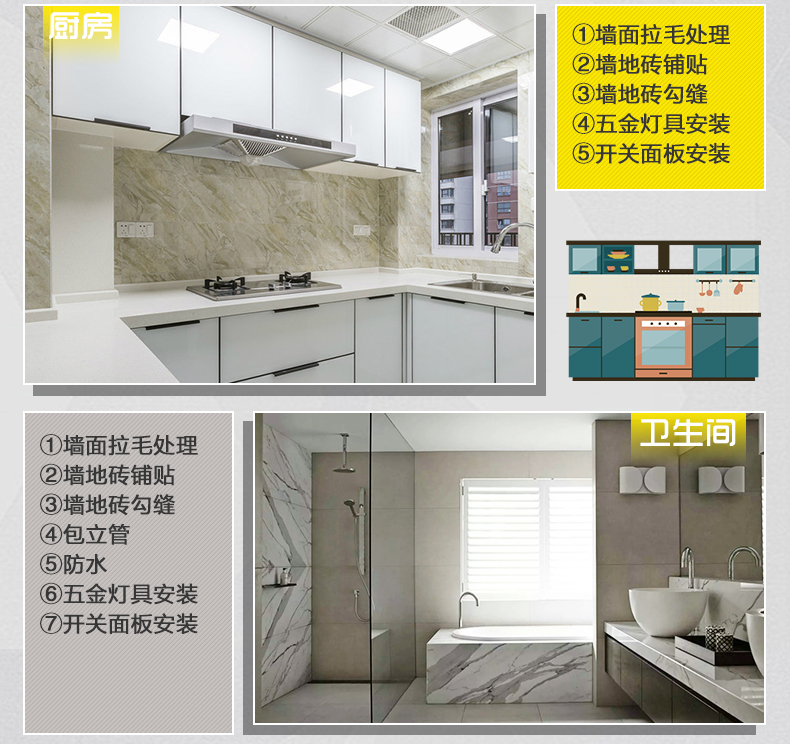 厨房
①墙面拉毛处理
②墙地砖铺贴
③墙地砖勾缝
④五金灯具安装
⑤开关面板安装
①墙面拉毛处理
②墙地砖铺贴
③墙地砖勾缝
④包立管
⑤防水
⑥五金灯具安装
⑦开关面板安装
卫生间